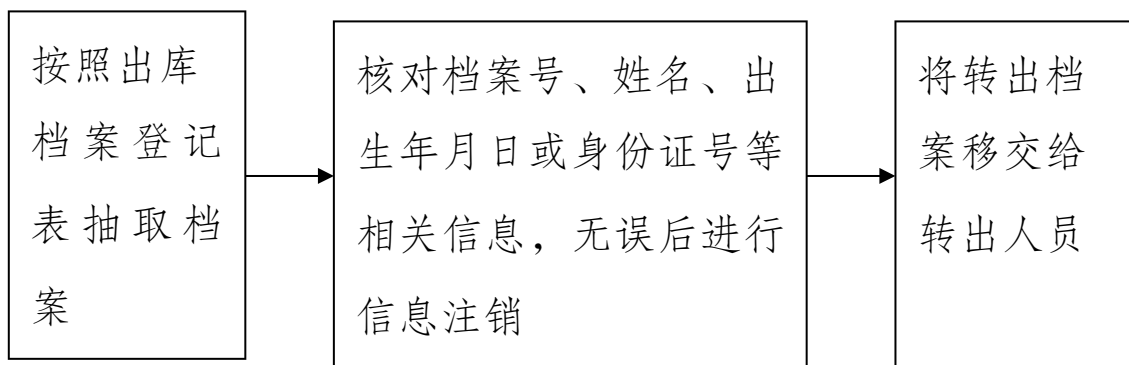 按照出库
档案登记
表抽取档
案
核对档案号、姓名、出
生年月日或身份证号等
相关信息，无误后进行
信息注销
将转出档
案移交给
转出人员